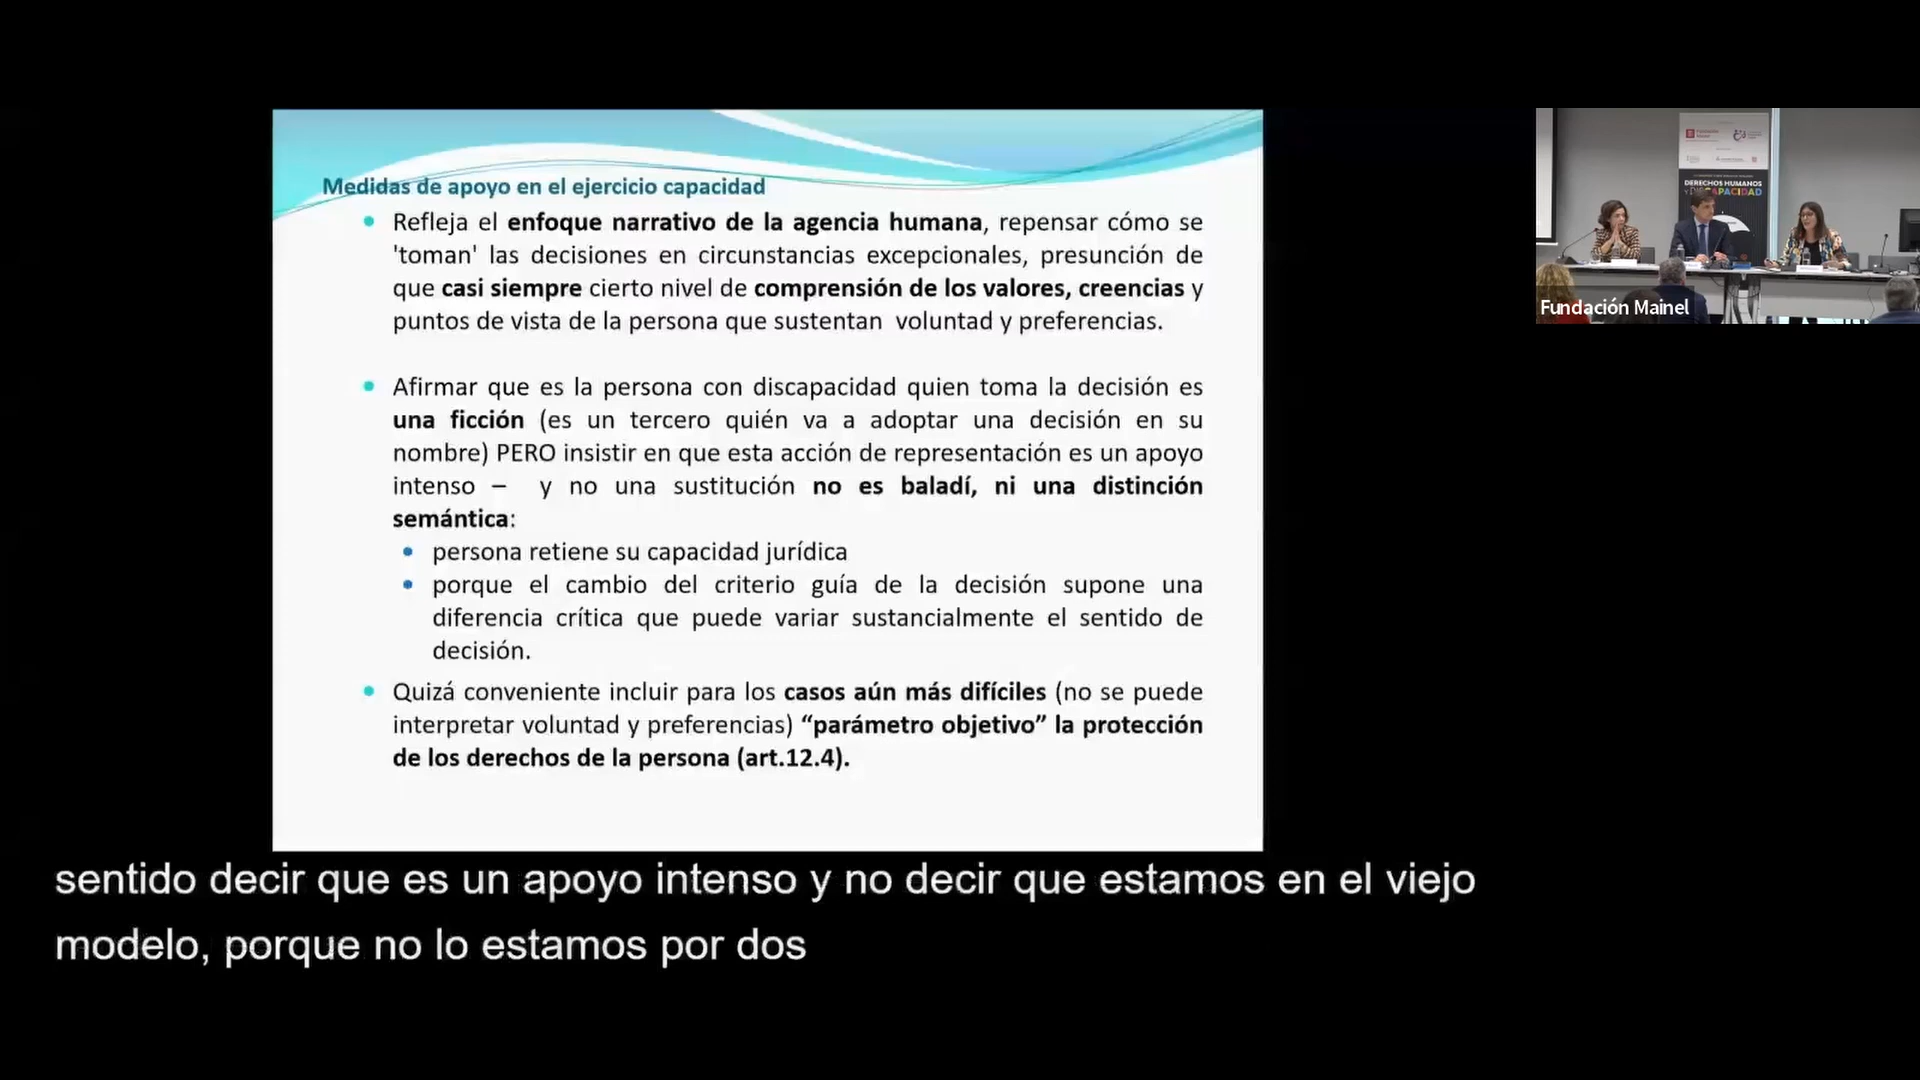 Medidas de apoyo en el ejercicio capacidad
Refleja el enfoque narrativo de la agencia humana, repensar cómo se
'toman' las decisiones en circunstancias excepcionales, presunción de
que casi siempre cierto nivel de comprensión de los valores, creencias y
puntos de vista de la persona que sustentan voluntad y preferencias.
Afirmar que es la persona con discapacidad quien toma la decisión es
una ficción (es un tercero quién va a adoptar una decisión en su
nombre) PERO insistir en que esta acción de representación es un apoyo
intenso – y no una sustitución no es baladí, ni una distinción
semántica:
persona retiene su capacidad jurídica
porque el cambio del criterio guía de la decisión supone una
diferencia crítica que puede variar sustancialmente el sentido de
decisión.
Quizá conveniente incluir para los casos aún más difíciles (no se puede
interpretar voluntad y preferencias) “parámetro objetivo” la protección
de los derechos de la persona (art.12.4).
DERECHOS HUMANOS
Y DISCAPACIDAD
Fundación Mainel
sentido decir que es un apoyo intenso y no decir que estamos en el viejo
modelo, porque no lo estamos por dos